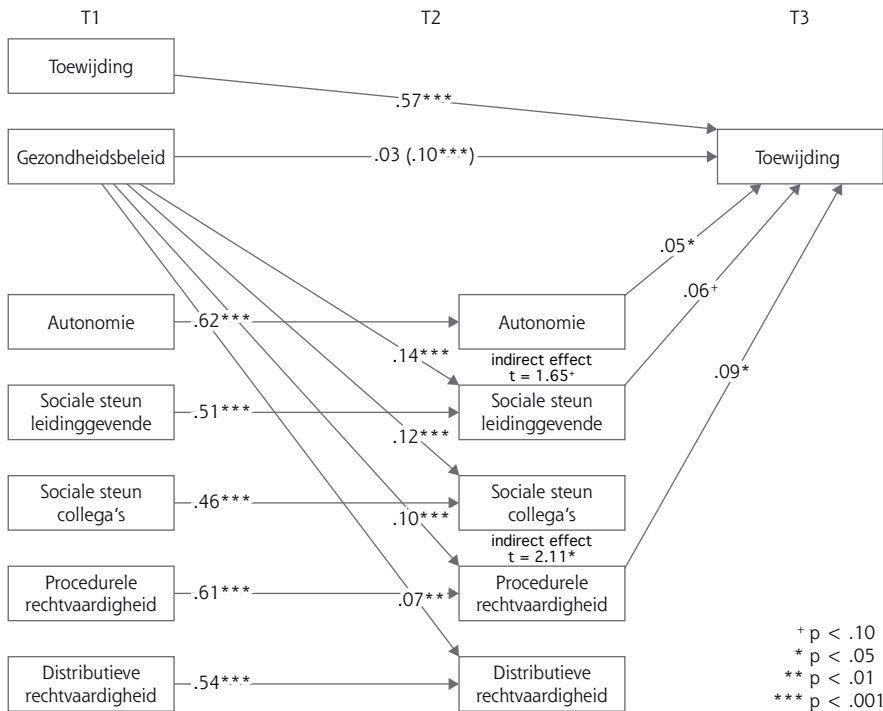 T1
T2
T3
Toewijding
.57***
Gezondheidsbeleid
.03 (.10***)
Toewijding
.05*
.06+
Autonomie
.62***
Autonomie
.14***
indirect effect
t = 1.65+
.09*
Sociale steun
leidinggevende
.51***
Sociale steun
leidinggevende
.12***
Sociale steun
collega's
.46***
Sociale steun
collega's
.10***
indirect effect
t = 2.11*
Procedurele
rechtvaardigheid
.61***
.07**
Procedurele
rechtvaardigheid
Distributieve
rechtvaardigheid
.54***
Distributieve
rechtvaardigheid
+ p < .10
* p < .05
** p < .01
*** p < .001